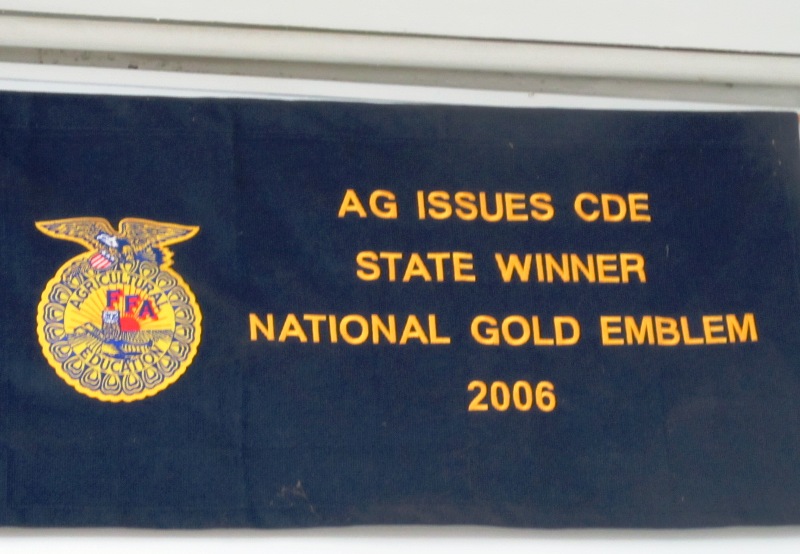 AG ISSUES CDE
STATE WINNER
NATIONAL GOLD EMBLEM
2006
AGRICULTURAL
FFA
EDUCATION